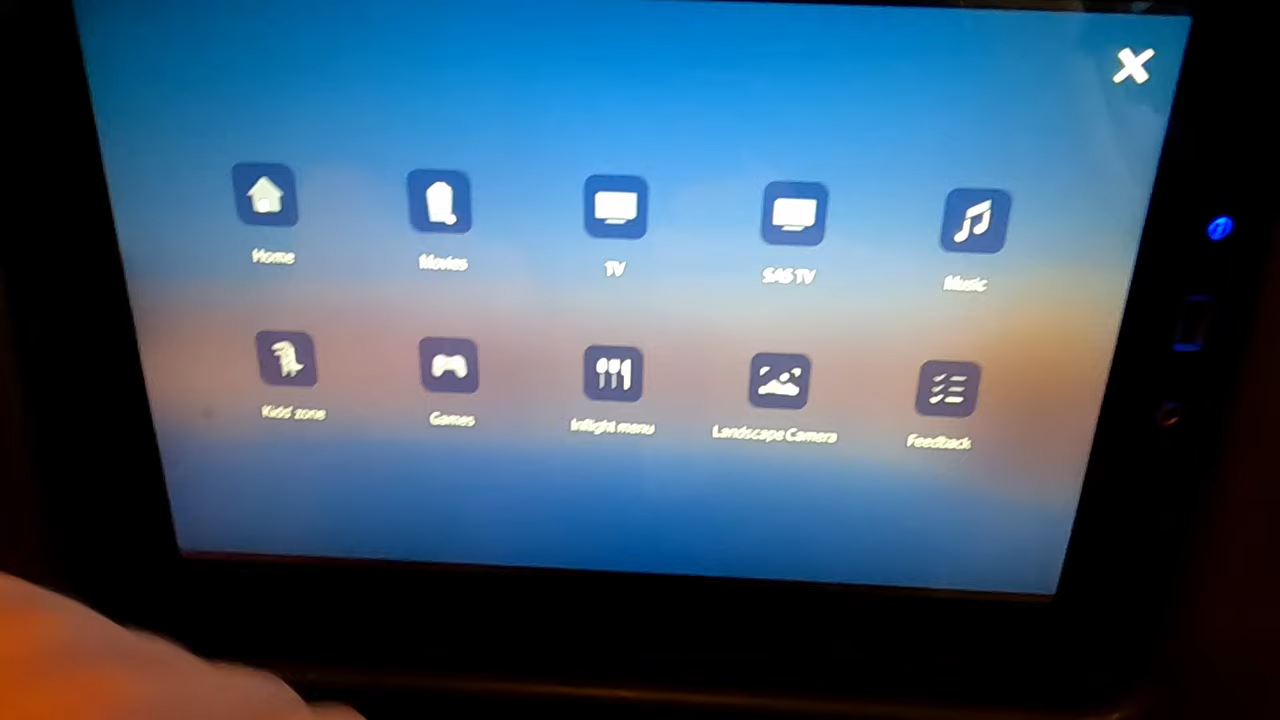 Home
Movies
TV
SAS TV
Music
Kids' zone
Games
Inflight menu
Landscape Camera
Feedback